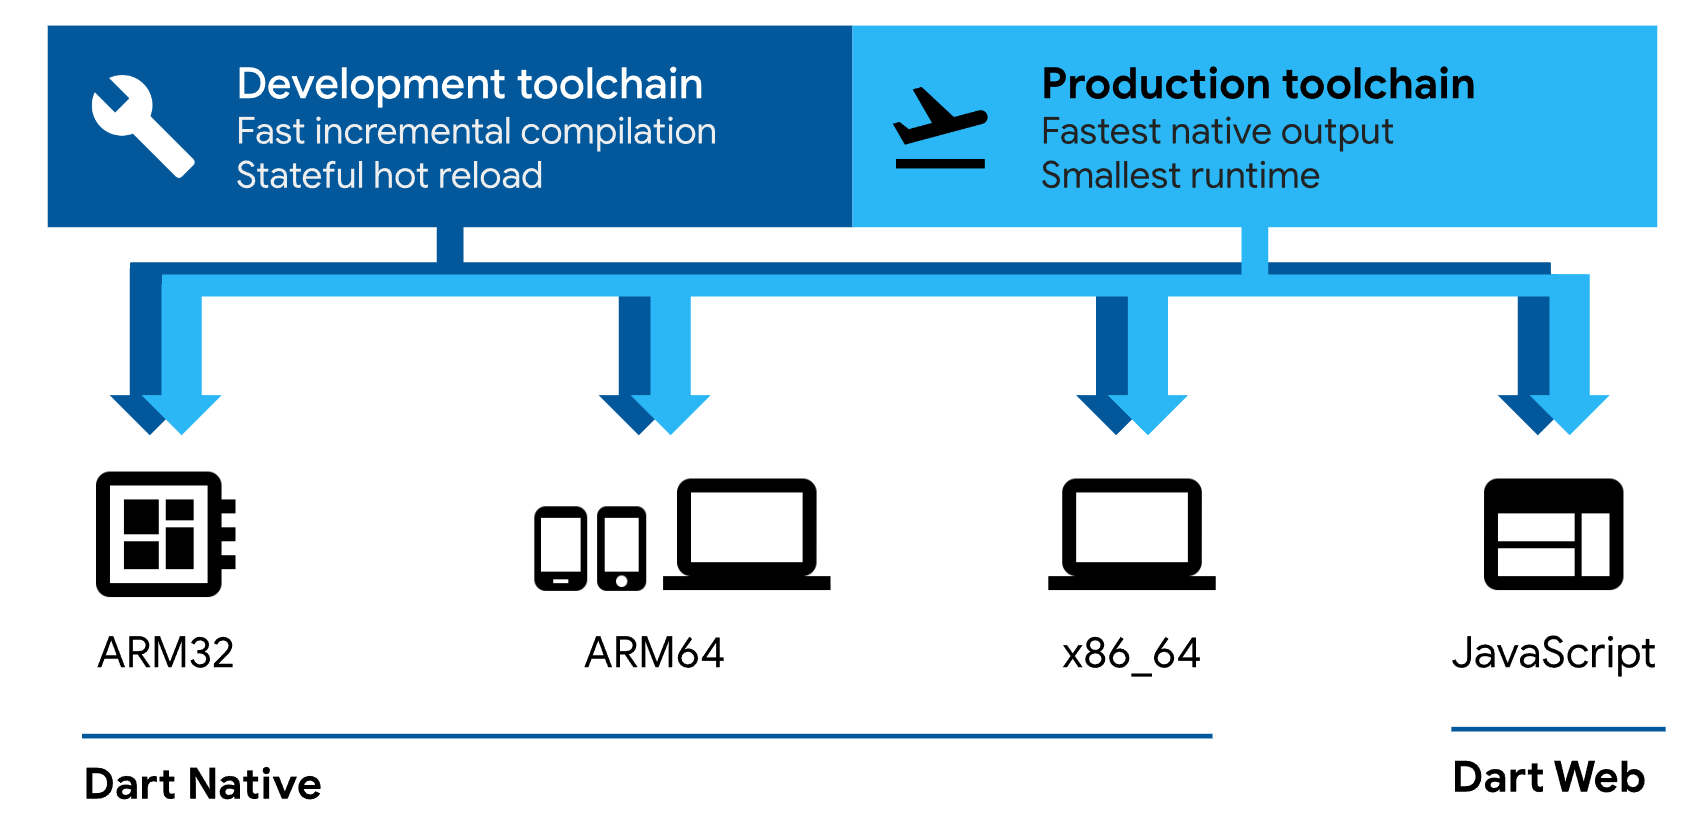 Development toolchain
Fast incremental compilation
Stateful hot reload
Production toolchain
Fastest native output
Smallest runtime
ARM32
ARM64
x86_64
JavaScript
Dart Native
Dart Web